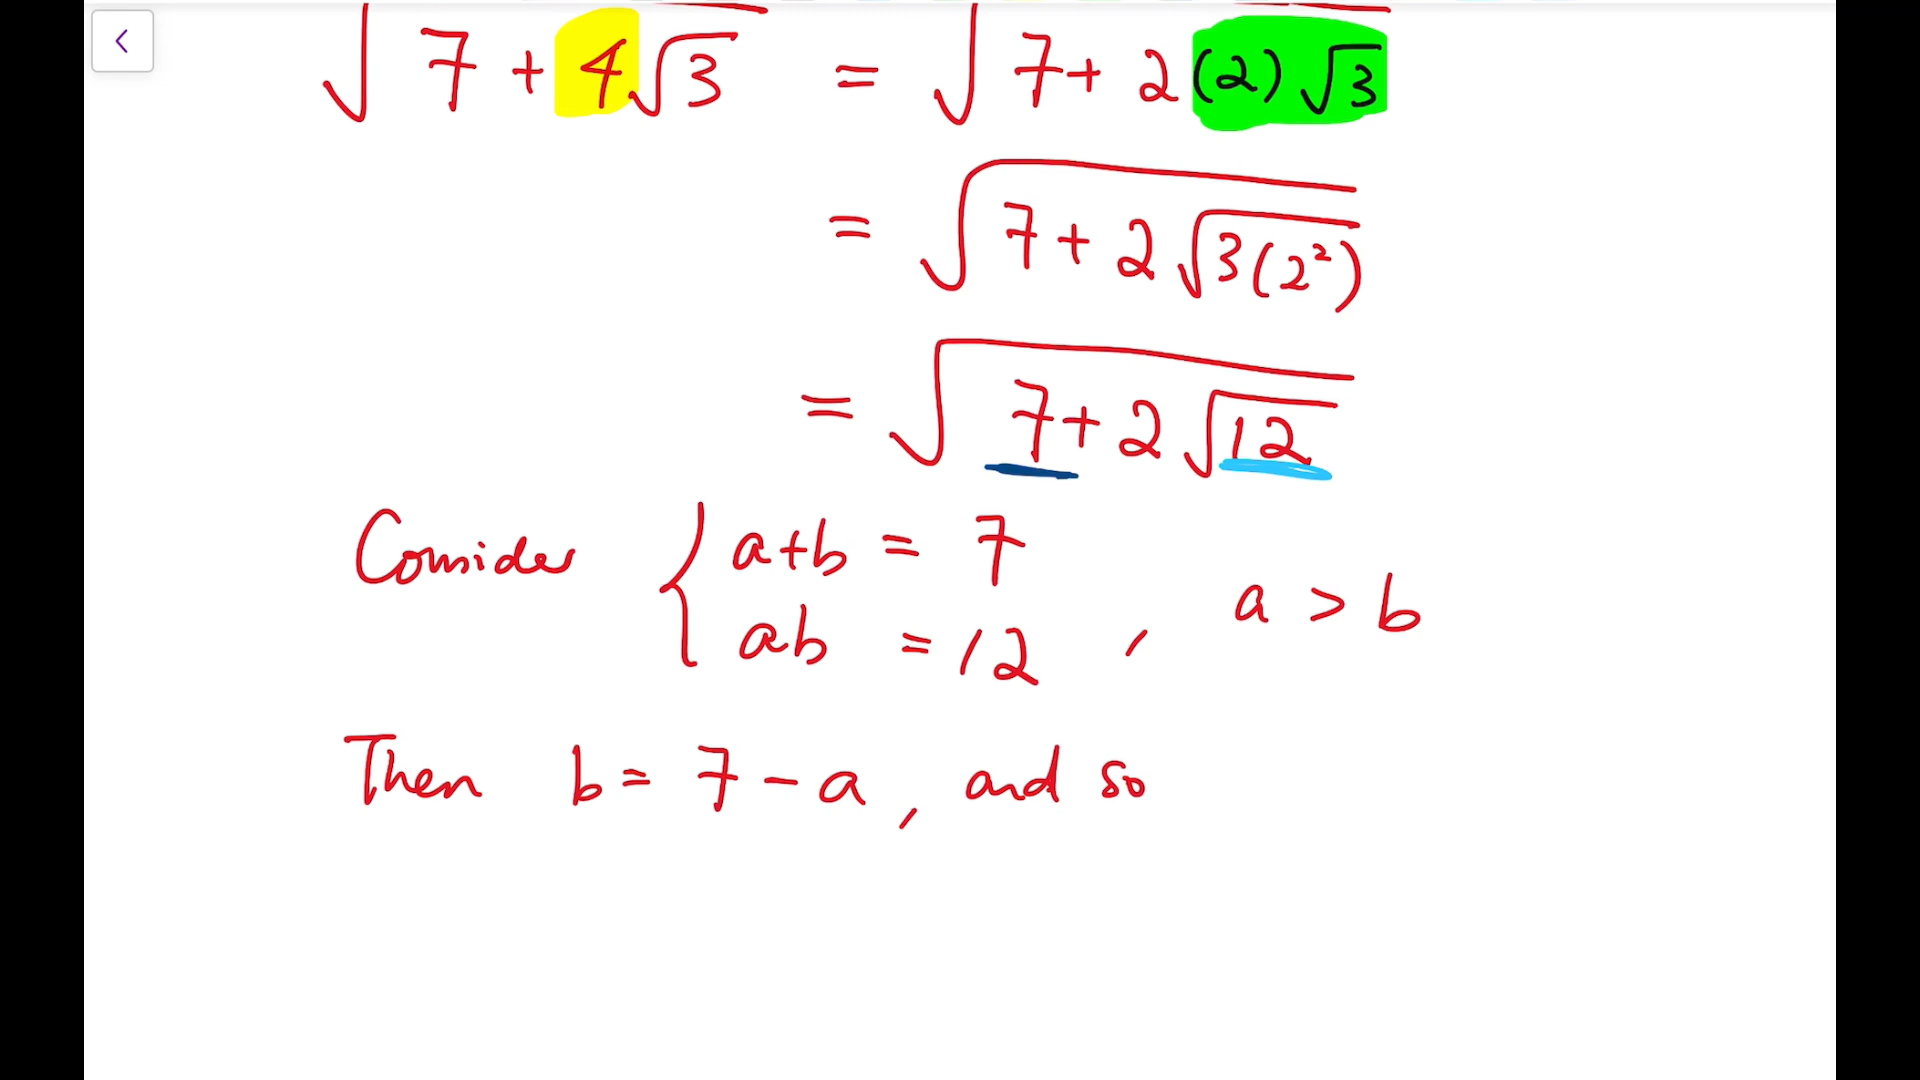 √(7 + 4√3) = √(7 + 2(2)√3)
= √(7 + 2√(3(2²)))
= √(7 + 2√12)
Consider { a+b = 7
ab = 12 , a > b
Then b = 7 - a , and so